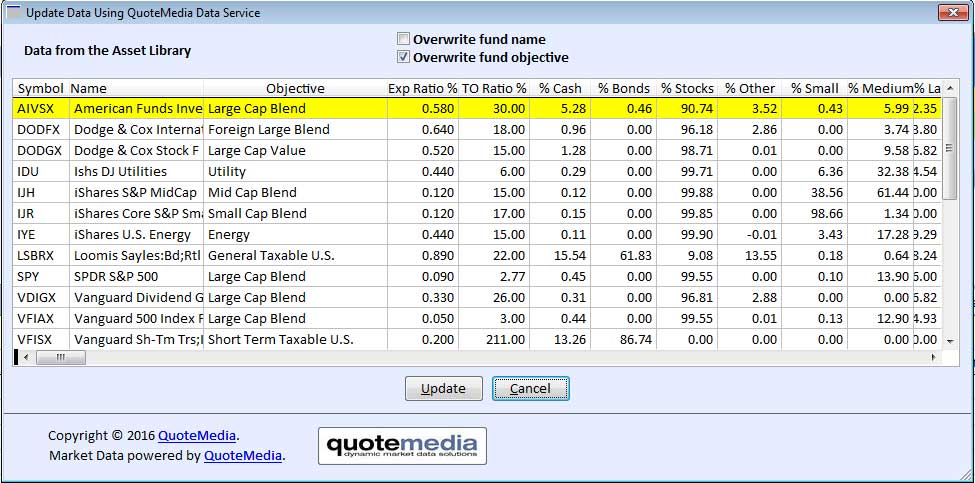 Update Data Using QuoteMedia Data Service
Data from the Asset Library
Overwrite fund name
Overwrite fund objective
Symbol Name Objective Exp Ratio % TO Ratio % % Cash % Bonds % Stocks % Other % Small % Medium % La
AIVSX American Funds Inve Large Cap Blend 0.580 30.00 5.28 0.46 90.74 3.52 0.43 5.99 2.35
DODFX Dodge & Cox Internat Foreign Large Blend 0.640 18.00 0.96 0.00 96.18 2.86 0.00 3.74 3.80
DODGX Dodge & Cox Stock F Large Cap Value 0.520 15.00 1.28 0.00 98.71 0.01 0.00 9.58 5.82
IDU Ishs DJ Utilities Utility 0.440 6.00 0.29 0.00 99.71 0.00 6.36 32.38 4.54
IJH iShares S&P MidCap Mid Cap Blend 0.120 15.00 0.12 0.00 99.88 0.00 38.56 61.44 0.00
IJR iShares Core S&P Sma Small Cap Blend 0.120 17.00 0.15 0.00 99.85 0.00 98.66 1.34 0.00
IYE iShares U.S. Energy Energy 0.440 15.00 0.11 0.00 99.90 -0.01 3.43 17.28 9.29
LSBRX Loomis Sayles:Bd;Rtl General Taxable U.S. 0.890 22.00 15.54 61.83 9.08 13.55 0.18 0.64 3.24
SPY SPDR S&P 500 Large Cap Blend 0.090 2.77 0.45 0.00 99.55 0.00 0.10 13.90 5.00
VDIGX Vanguard Dividend G Large Cap Blend 0.330 26.00 0.31 0.00 96.81 2.88 0.00 0.00 5.82
VFIAX Vanguard 500 Index F Large Cap Blend 0.050 3.00 0.44 0.00 99.55 0.01 0.13 12.90 4.93
VFISX Vanguard Sh-Tm Trs;I Short Term Taxable U.S. 0.200 211.00 13.26 86.74 0.00 0.00 0.00 0.00 0.00
Update Cancel
Copyright © 2016 QuoteMedia.
Market Data powered by QuoteMedia.
quotemedia
dynamic market data solutions